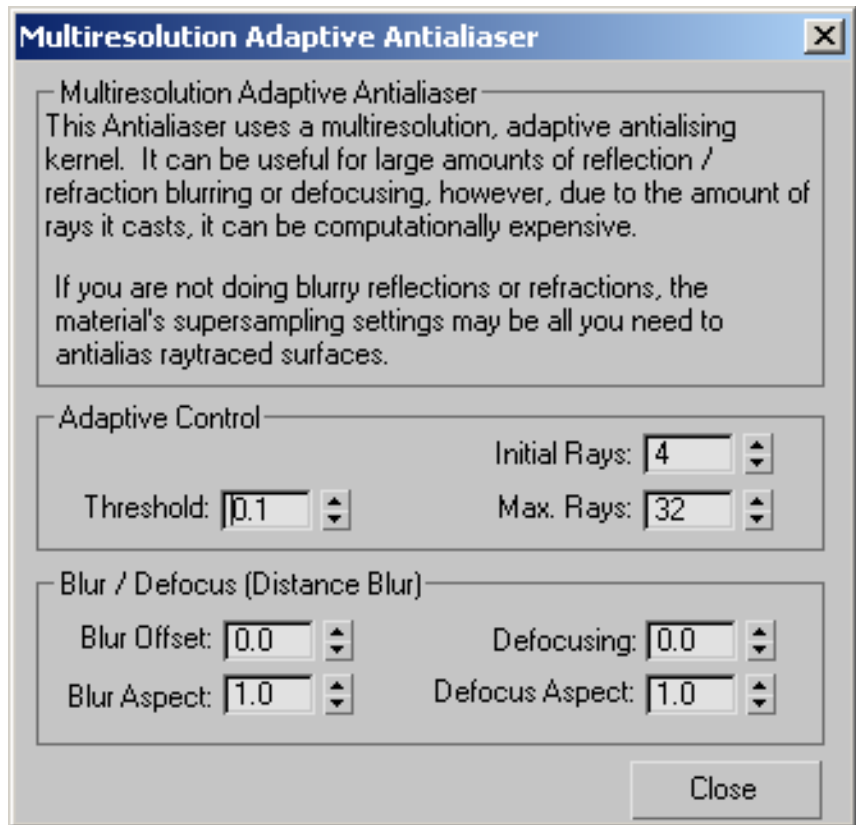 Multiresolution Adaptive Antialiaser
Multiresolution Adaptive Antialiaser
This Antialiaser uses a multiresolution, adaptive antialising
kernel.  It can be useful for large amounts of reflection /
refraction blurring or defocusing, however, due to the amount of
rays it casts, it can be computationally expensive.
If you are not doing blurry reflections or refractions, the
material's supersampling settings may be all you need to
antialias raytraced surfaces.
Adaptive Control
Initial Rays: 4
Threshold: 0.1 Max. Rays: 32
Blur / Defocus (Distance Blur)
Blur Offset: 0.0 Defocusing: 0.0
Blur Aspect: 1.0 Defocus Aspect: 1.0
Close